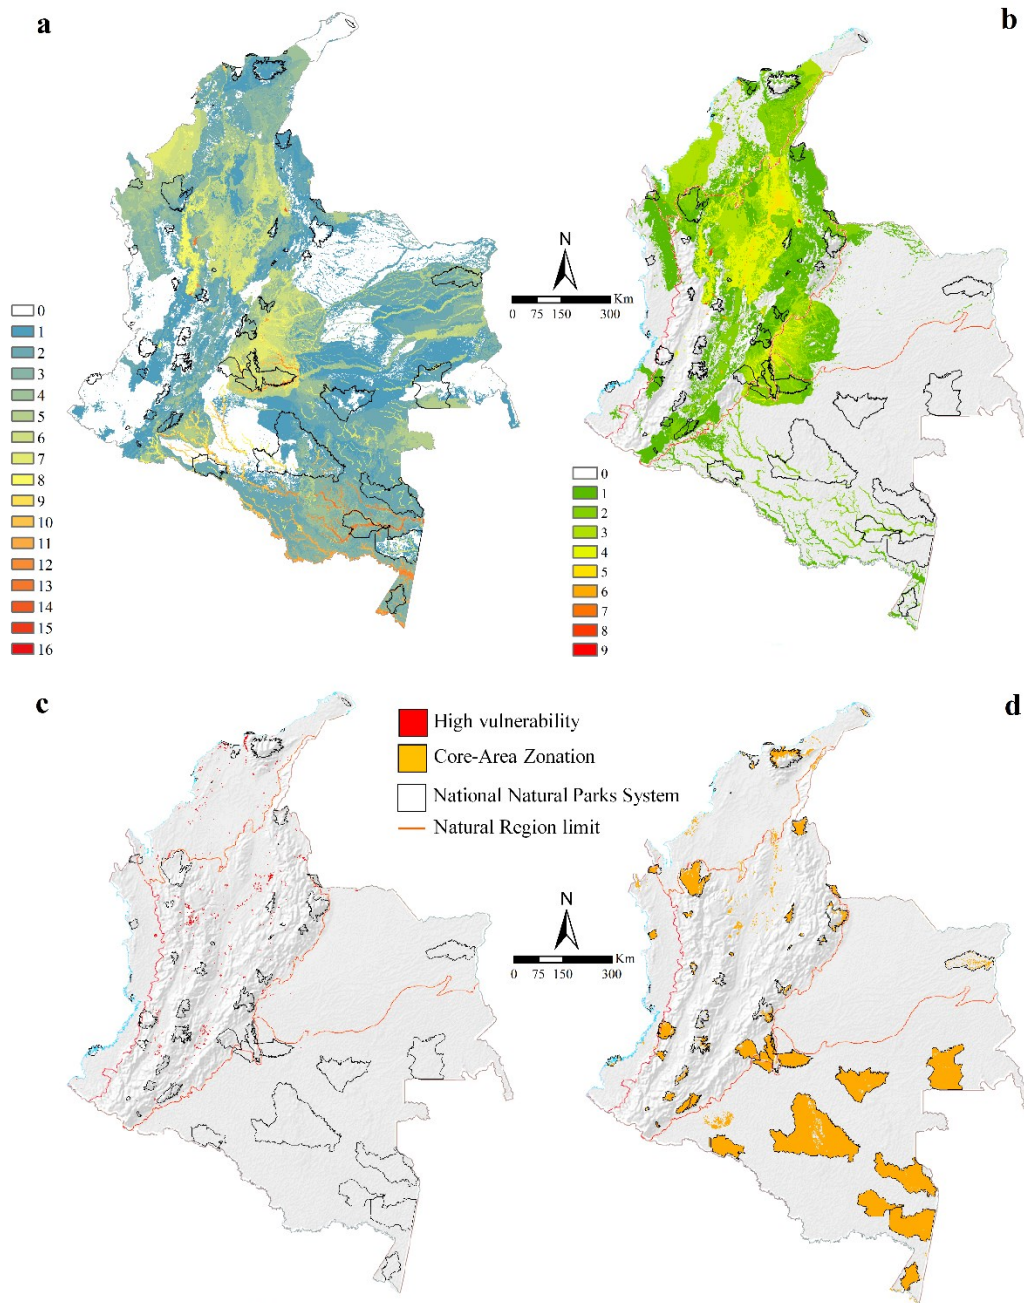 a
b
N
Km
0 75 150 300
0
1
2
3
4
5
6
7
8
9
10
11
12
13
14
15
16
0
1
2
3
4
5
6
7
8
9
c
d
High vulnerability
Core-Area Zonation
National Natural Parks System
Natural Region limit
N
Km
0 75 150 300